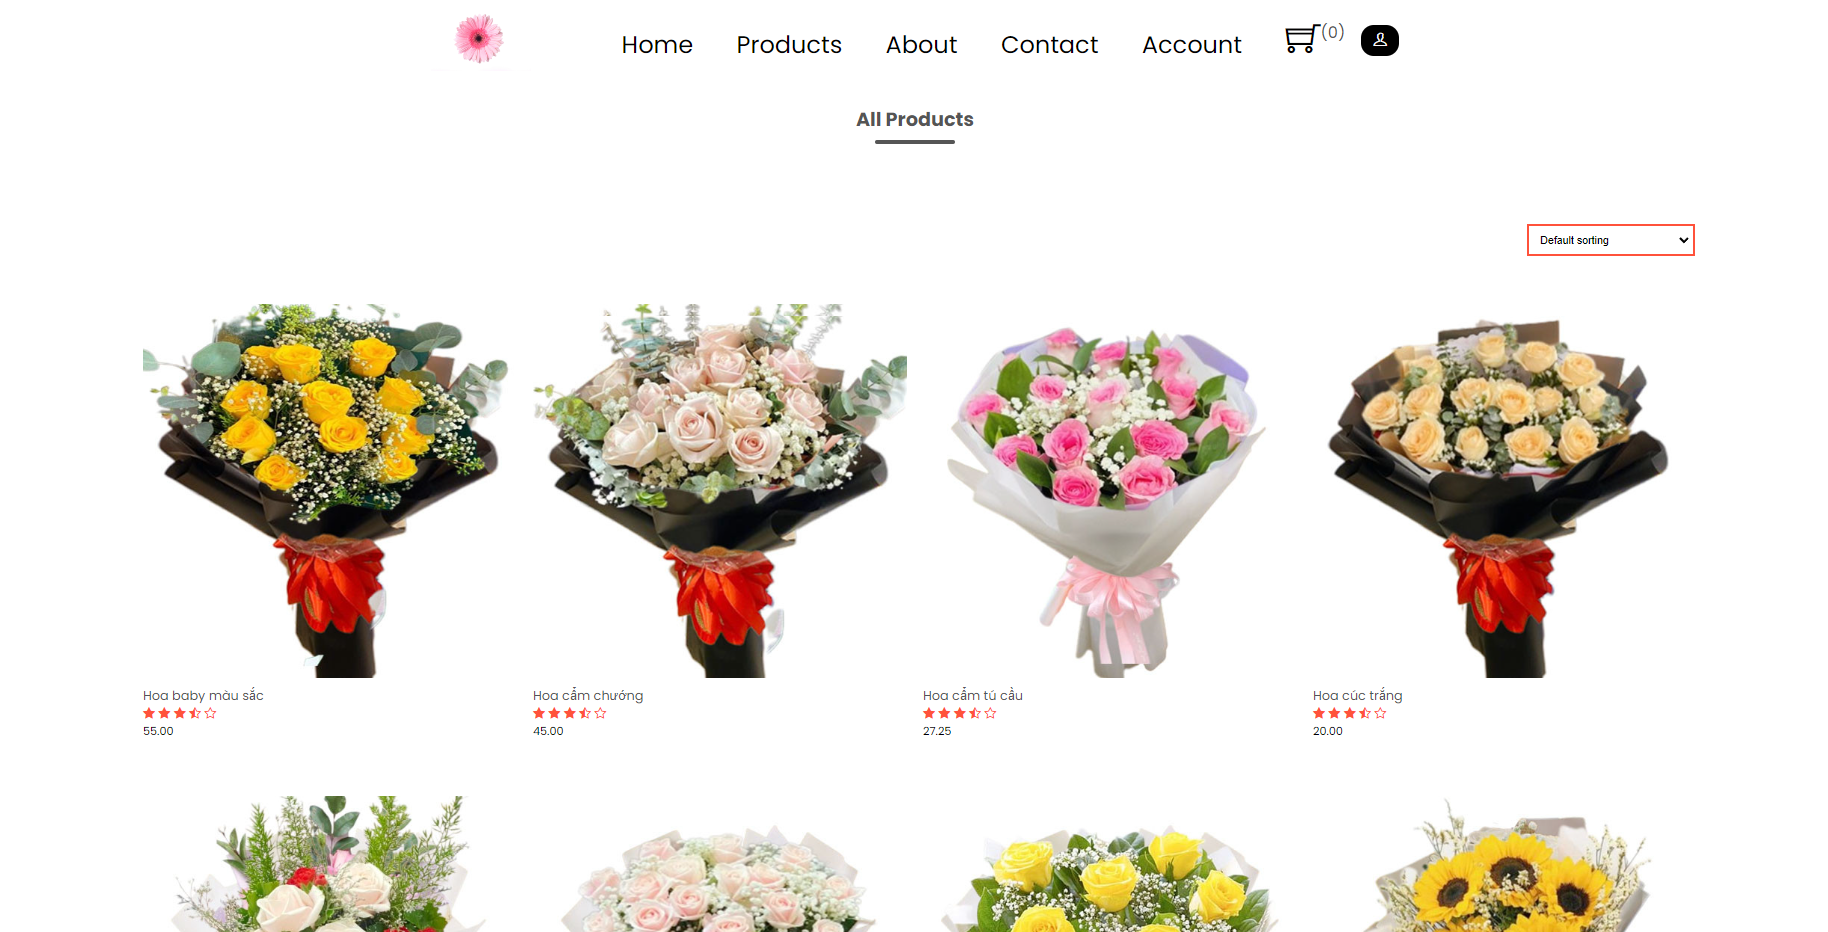 Home Products About Contact Account (0)
All Products
Default sorting
Hoa baby màu sắc
55.00
Hoa cẩm chướng
45.00
Hoa cẩm tú cầu
27.25
Hoa cúc trắng
20.00